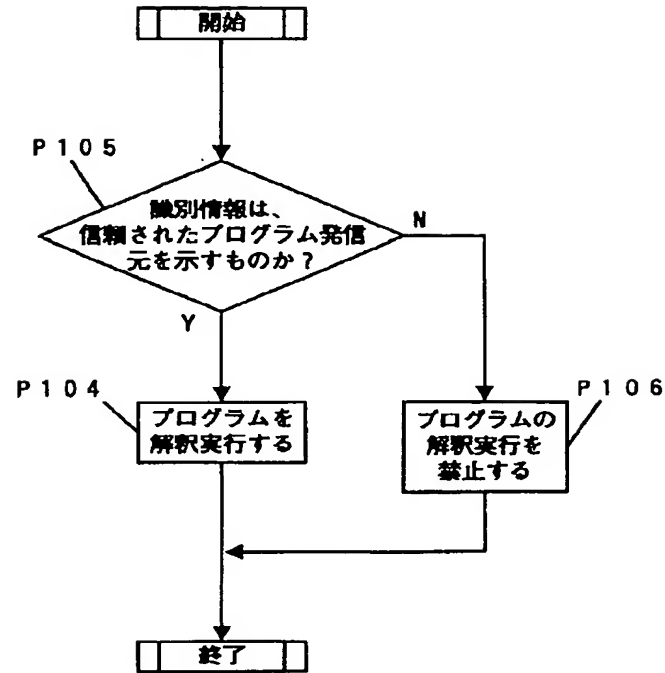 開始
P105
識別情報は、
信頼されたプログラム発信
元を示すものか?
N
Y
P104
プログラムを
解釈実行する
P106
プログラムの
解釈実行を
禁止する
終了